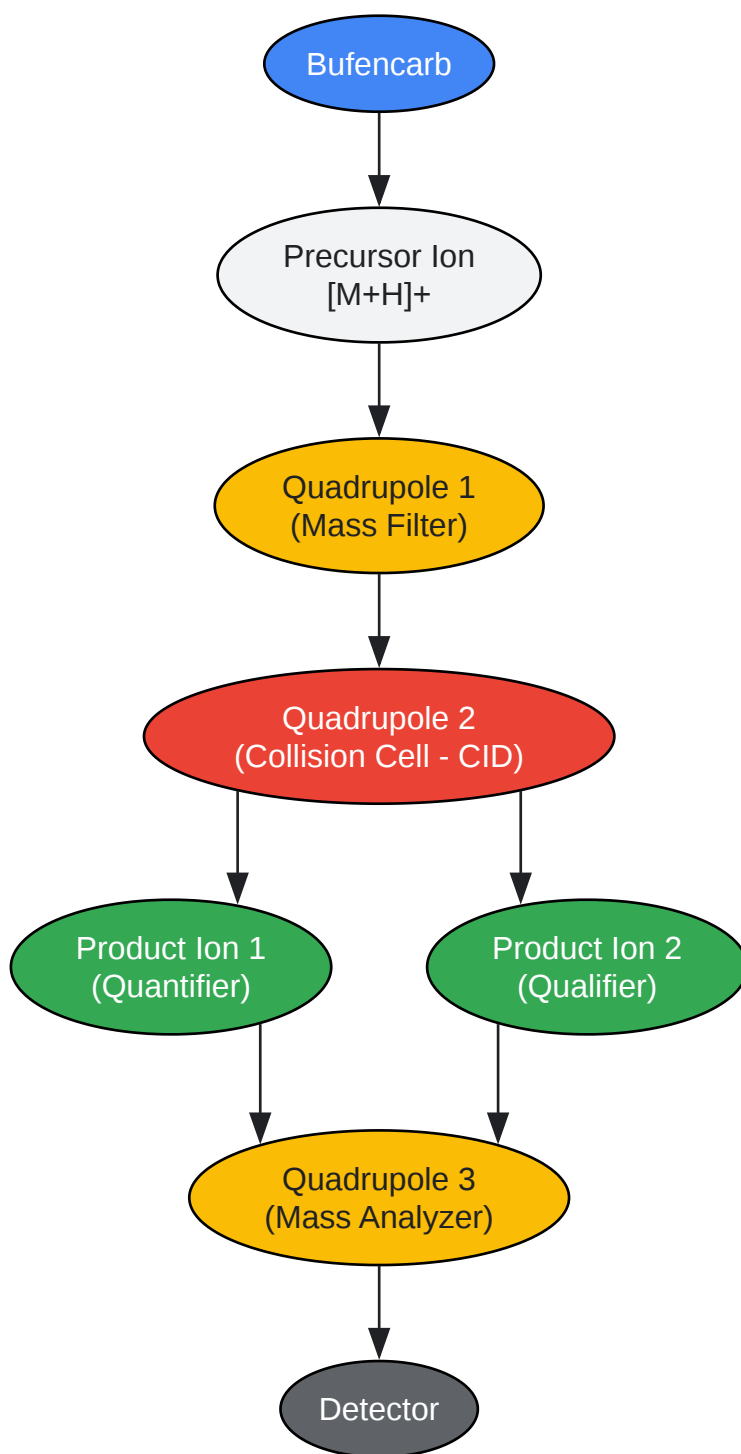 Bufencarb
Precursor Ion
[M+H]+
Quadrupole 1
(Mass Filter)
Quadrupole 2
(Collision Cell - CID)
Product Ion 1
(Quantifier)
Product Ion 2
(Qualifier)
Quadrupole 3
(Mass Analyzer)
Detector